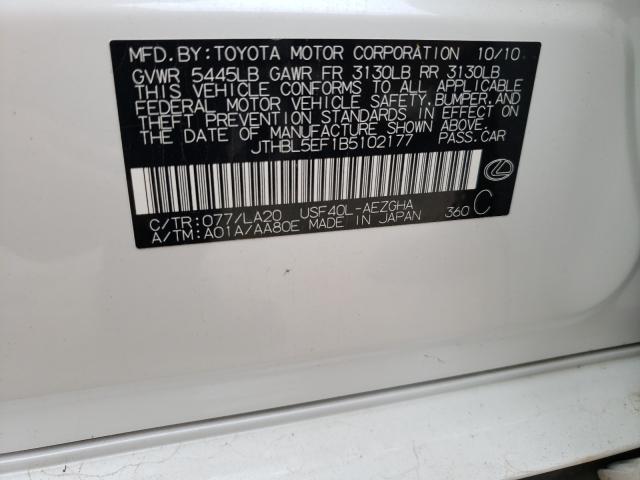 MFD. BY: TOYOTA MOTOR CORPORATION 10/10
GVWR 5445LB GAWR FR 3130LB RR 3130LB
THIS VEHICLE CONFORMS TO ALL APPLICABLE
FEDERAL MOTOR VEHICLE SAFETY, BUMPER, AND
THEFT PREVENTION STANDARDS IN EFFECT ON
THE DATE OF MANUFACTURE SHOWN ABOVE.
JTHBL5EF1B5102177 PASS.CAR
C/TR:077/LA20 USF40L-AEZGHA
A/TM:A01A/AA80E MADE IN JAPAN 360 C